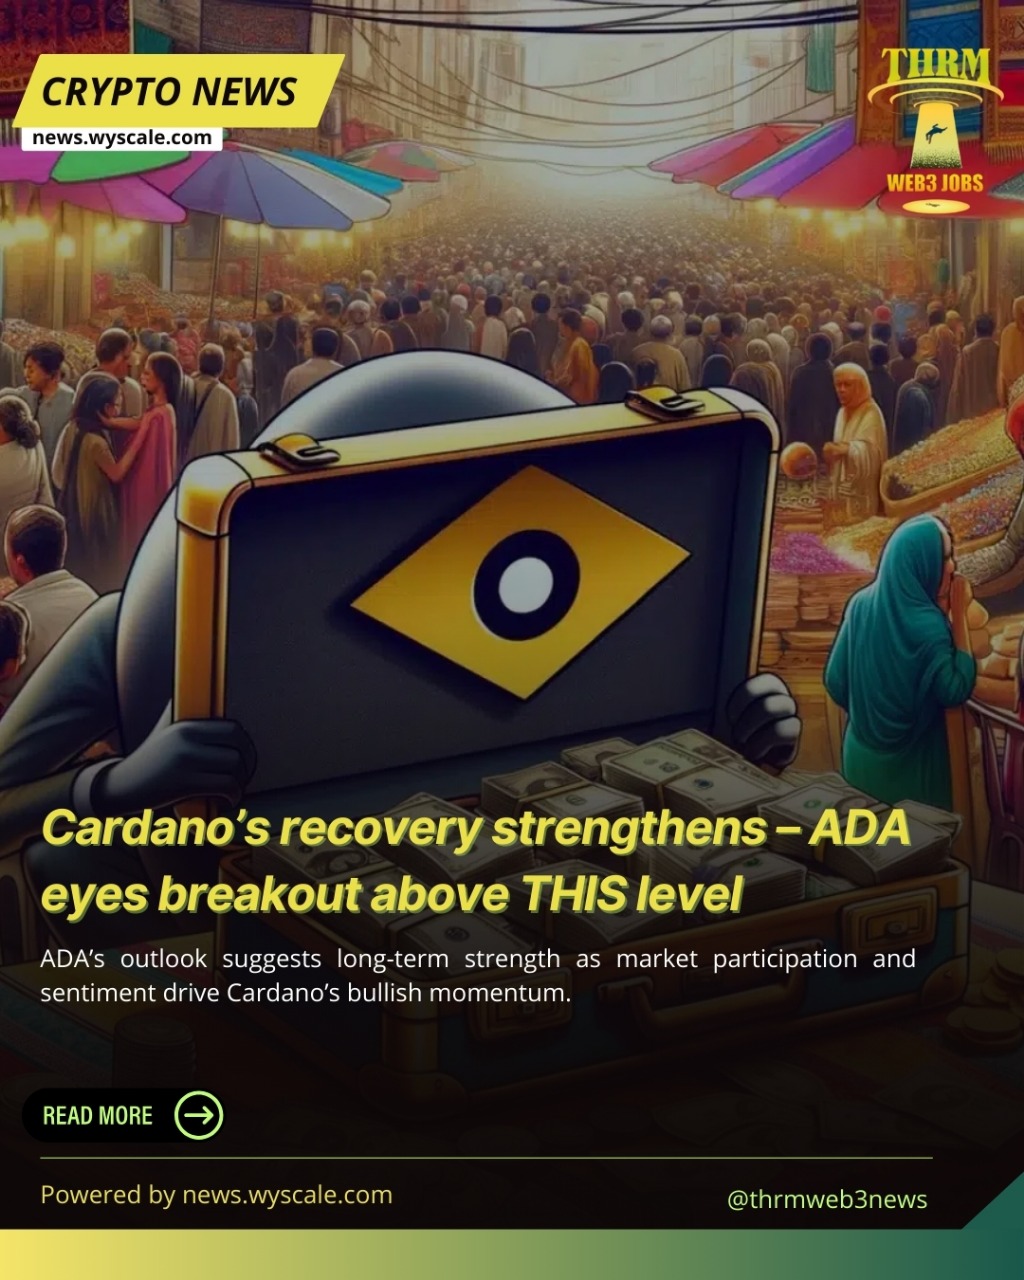 CRYPTO NEWS
news.wyscale.com
THRM
WEB3 JOBS
Cardano’s recovery strengthens – ADA
eyes breakout above THIS level
ADA’s outlook suggests long-term strength as market participation and
sentiment drive Cardano’s bullish momentum.
READ MORE
Powered by news.wyscale.com
@thrmweb3news